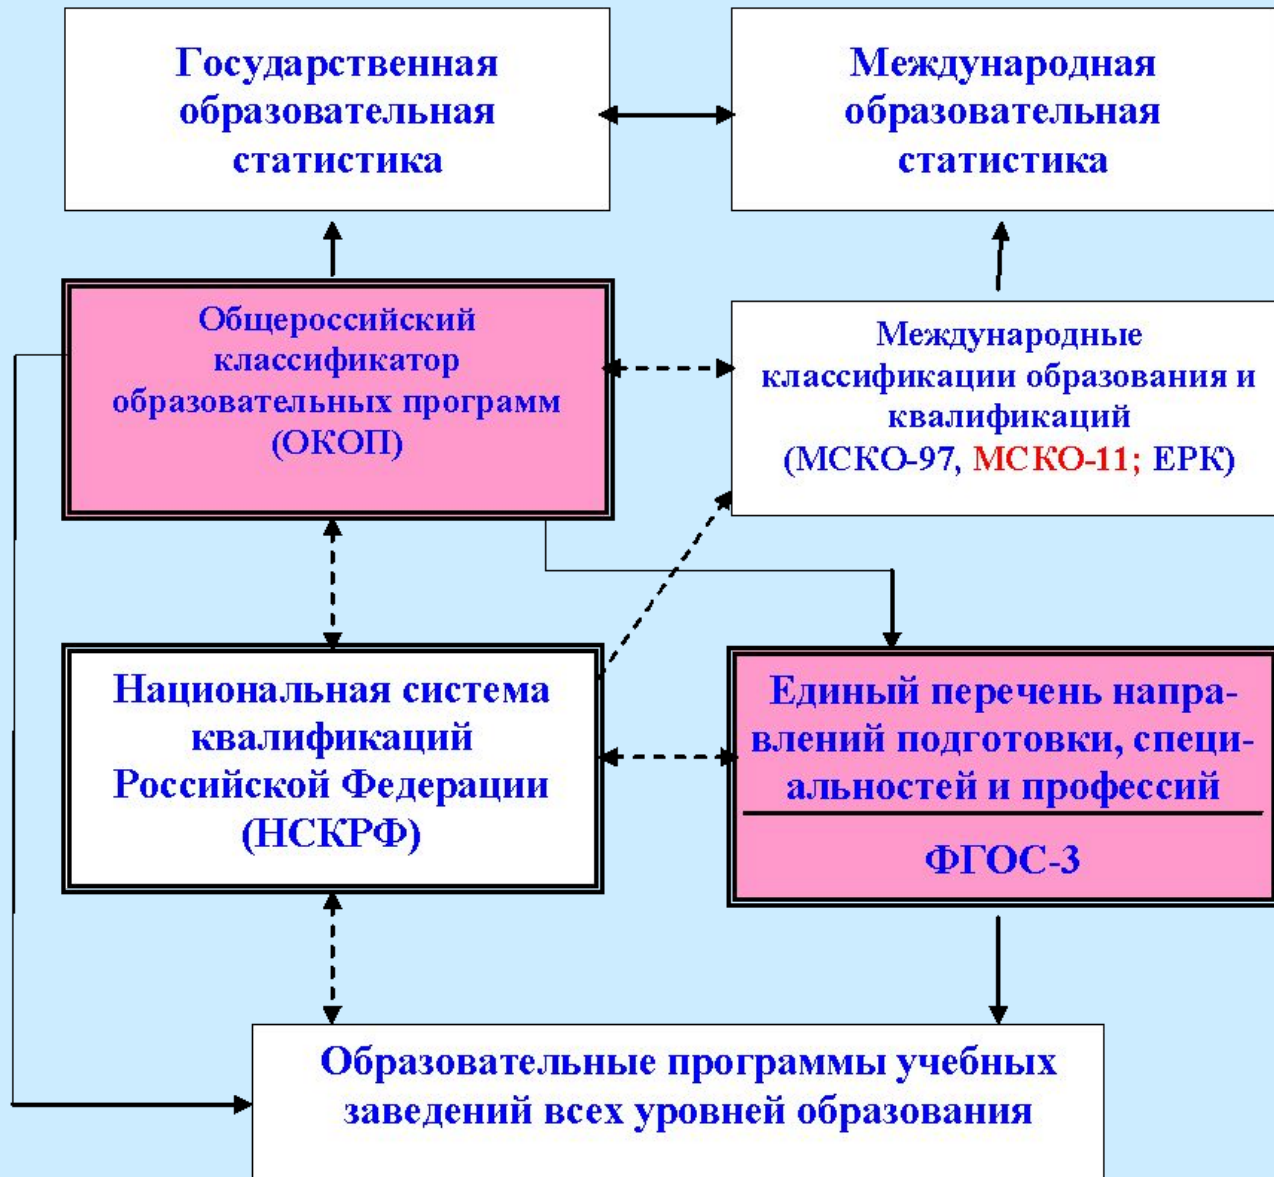 Государственная
образовательная
статистика
Международная
образовательная
статистика
Общероссийский
классификатор
образовательных программ
(ОКОП)
Международные
классификации образования и
квалификаций
(МСКО-97, МСКО-11; ЕРК)
Национальная система
квалификаций
Российской Федерации
(НСКРФ)
Единый перечень напра-
влений подготовки, специ-
альностей и профессий
ФГОС-3
Образовательные программы учебных
заведений всех уровней образования